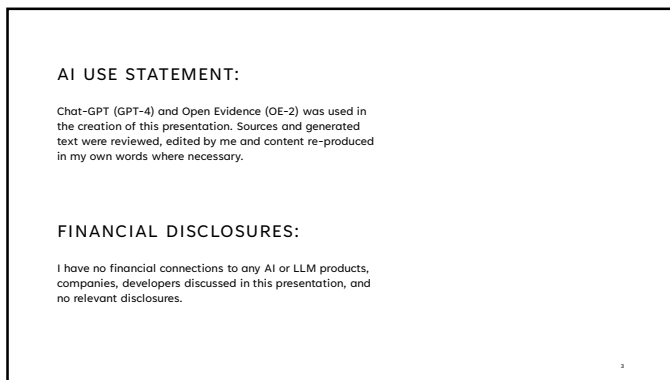 AI USE STATEMENT:
Chat-GPT (GPT-4) and Open Evidence (OE-2) was used in
the creation of this presentation. Sources and generated
text were reviewed, edited by me and content re-produced
in my own words where necessary.
FINANCIAL DISCLOSURES:
I have no financial connections to any AI or LLM products,
companies, developers discussed in this presentation, and
no relevant disclosures.
3